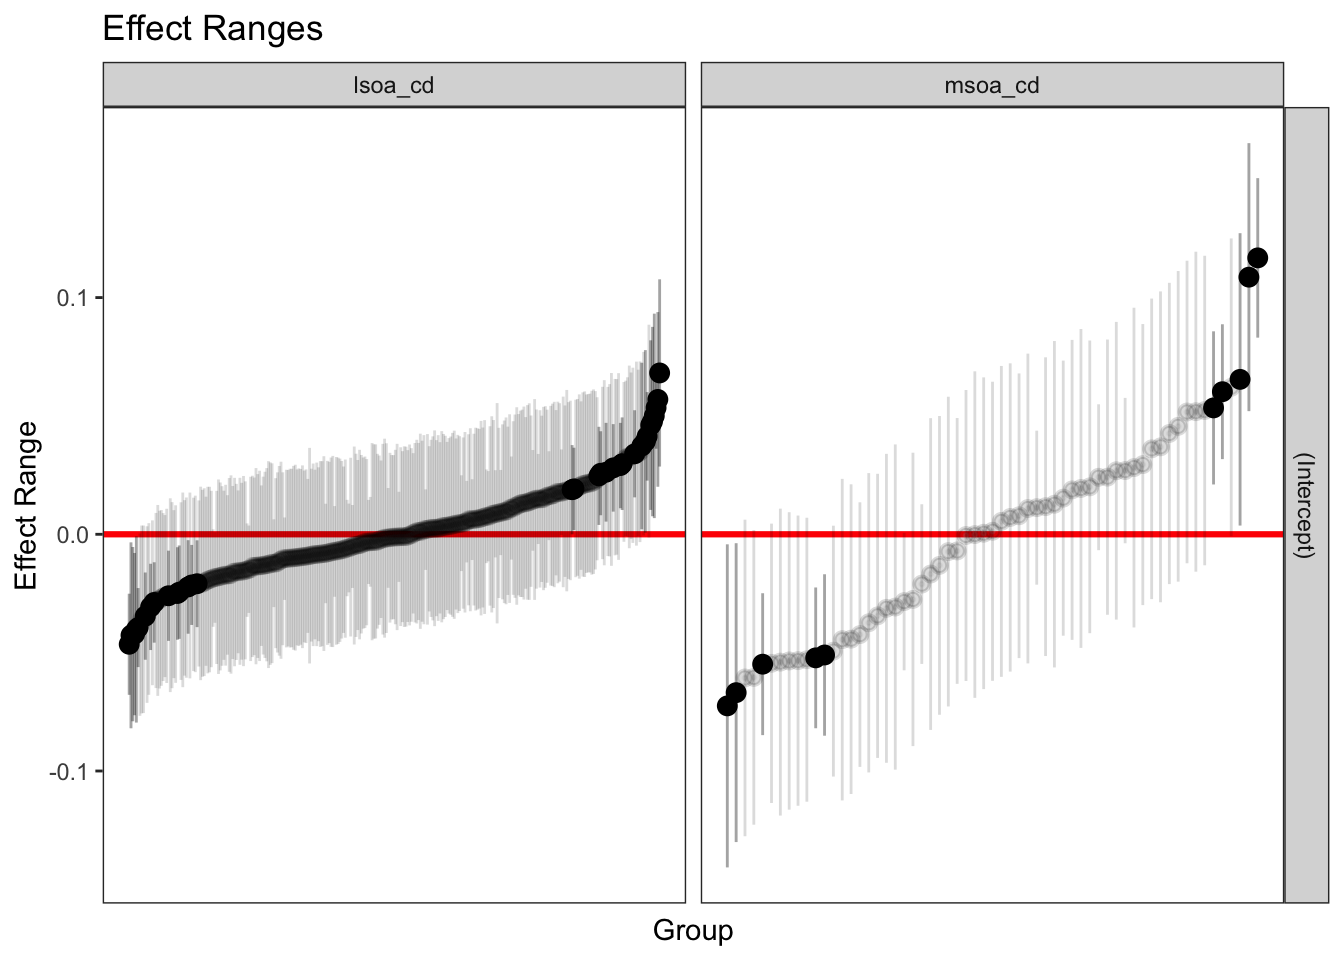 Effect Ranges
lsoa_cd
msoa_cd
0.1
0.0
-0.1
Effect Range
(Intercept)
Group